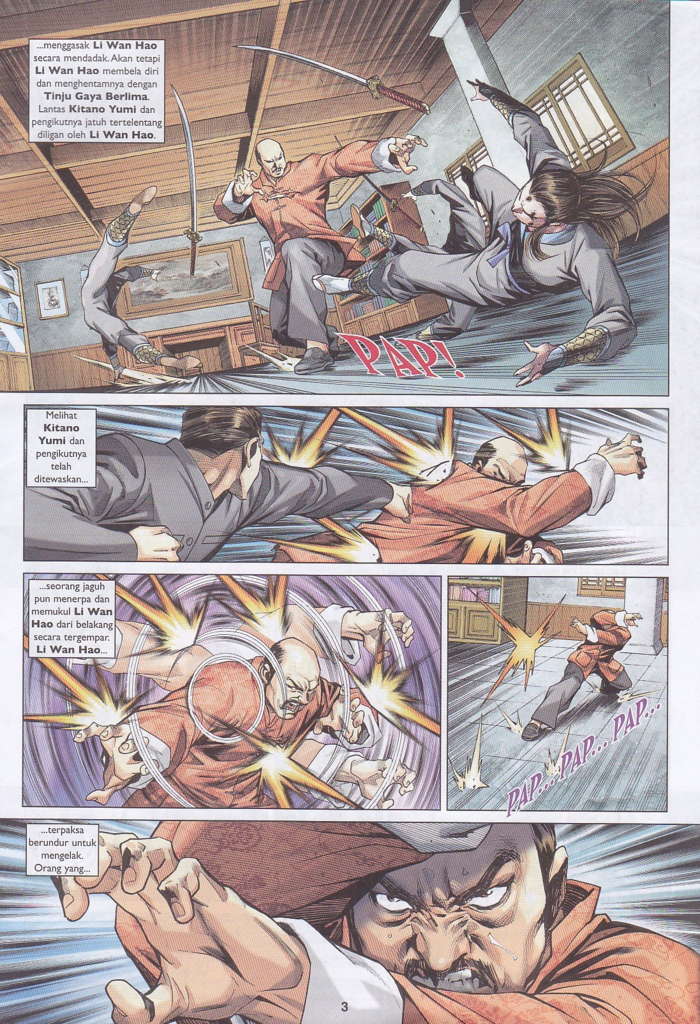 ...menggasak Li Wan Hao
secara mendadak. Akan tetapi
Li Wan Hao membela diri
dan menghentamnya dengan
Tinju Gaya Berlima.
Lantas Kitano Yumi dan
pengikutnya jatuh tertelentang
diligan oleh Li Wan Hao.
PAP!
Melihat
Kitano
Yumi dan
pengikutnya
telah
ditewaskan...
...seorang jaguh
pun menerpa dan
memukul Li Wan
Hao dari belakang
secara tergempar.
Li Wan Hao...
PAP... PAP... PAP...
...terpaksa
berundur untuk
mengelak.
Orang yang...
3